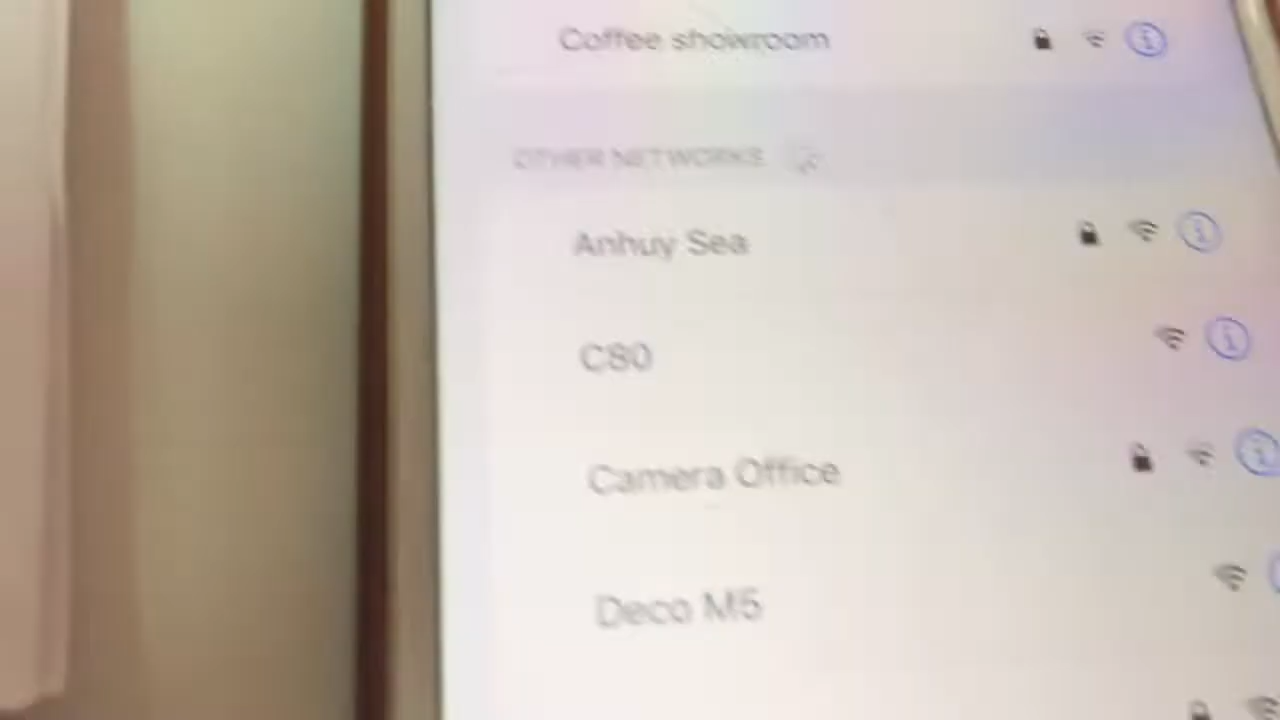 Coffee showroom
OTHER NETWORKS
Anhuy Sea
C80
Camera Office
Deco M5